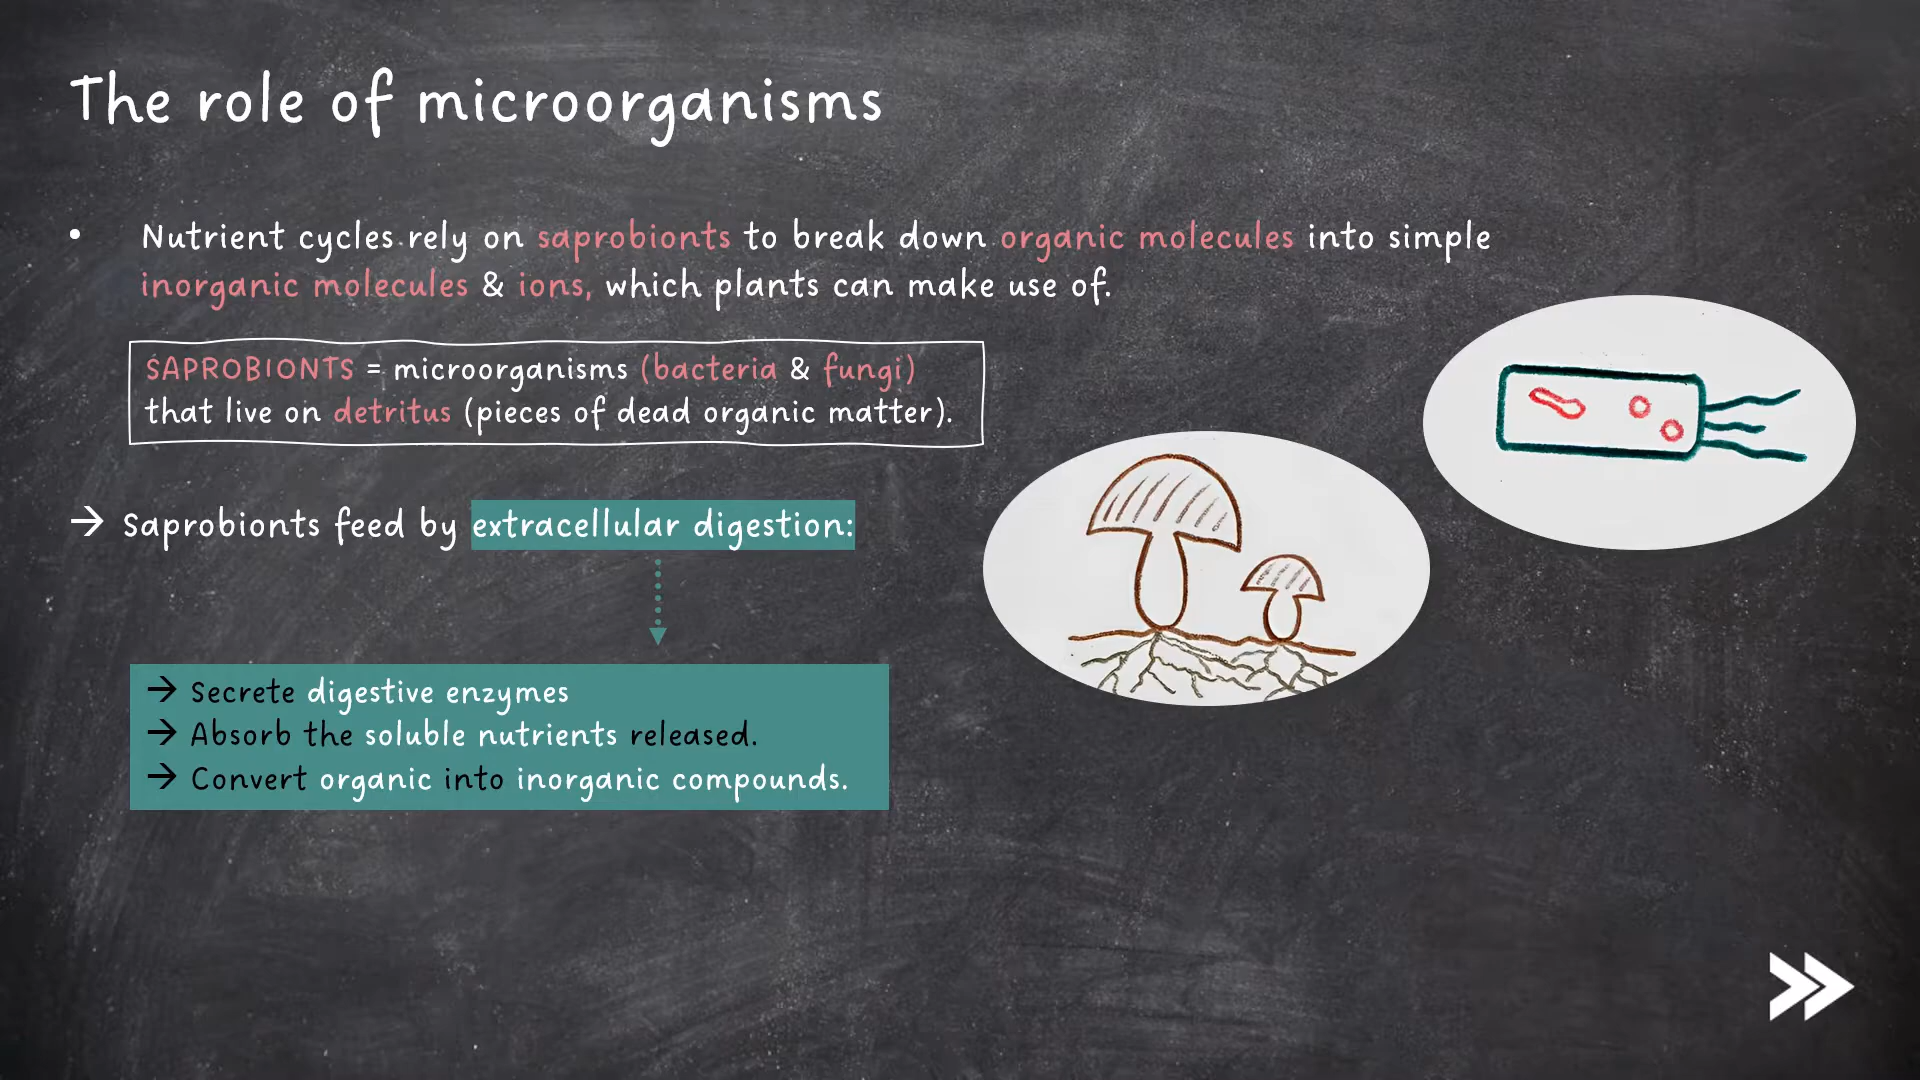 The role of microorganisms
• Nutrient cycles rely on saprobionts to break down organic molecules into simple
inorganic molecules & ions, which plants can make use of.
SAPROBIONTS = microorganisms (bacteria & fungi)
that live on detritus (pieces of dead organic matter).
→ Saprobionts feed by extracellular digestion:
→ Secrete digestive enzymes
→ Absorb the soluble nutrients released.
→ Convert organic into inorganic compounds.